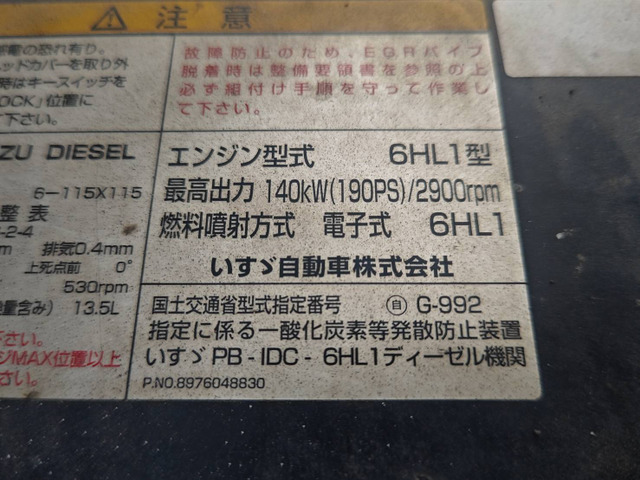 注意
電の恐れ有り。
ッドカバーを取り外
時はキースイッチを
OCK」位置に
て下さい。
故障防止のため、EGRパイプ
脱着時は整備要領書を参照の上
必ず組付け手順を守って作業し
て下さい。
ZU DIESEL
6-115X115
整 表
-2-4
m 排気0.4mm
上死点前 0°
530rpm
量含み) 13.5L
さい。
ジMAX位置以上
さい。
エンジン型式 6HL1型
最高出力 140kW(190PS)/2900rpm
燃料噴射方式 電子式 6HL1
いすゞ自動車株式会社
国土交通省型式指定番号 自 G-992
指定に係る一酸化炭素等発散防止装置
いすゞPB-IDC-6HL1ディーゼル機関
P.NO.8976048830